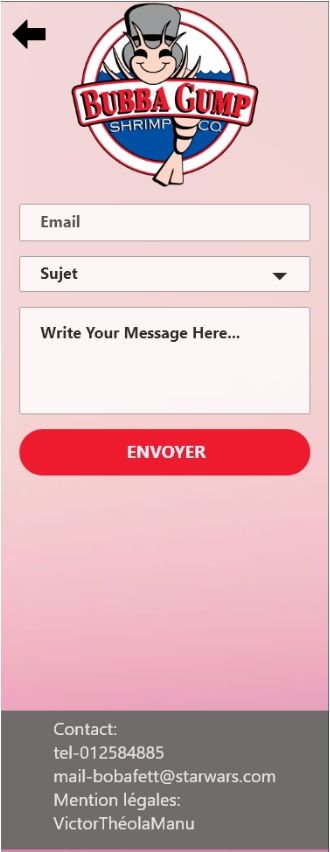 BUBBA GUMP
SHRIMP CO.
Email
Sujet
Write Your Message Here...
ENVOYER
Contact:
tel-012584885
mail-bobafett@starwars.com
Mention légales:
VictorThéolaManu